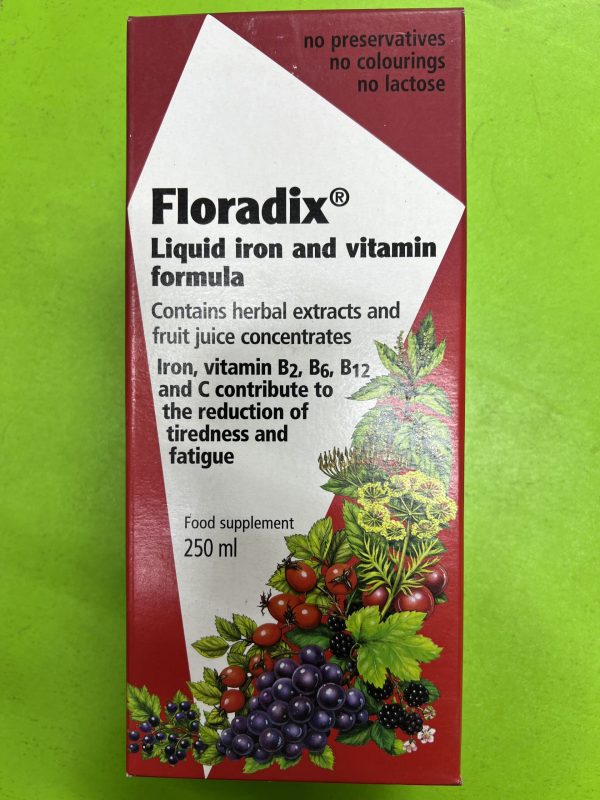 no preservatives
no colourings
no lactose
Floradix®
Liquid iron and vitamin
formula
Contains herbal extracts and
fruit juice concentrates
Iron, vitamin B2, B6, B12
and C contribute to
the reduction of
tiredness and
fatigue
Food supplement
250 ml